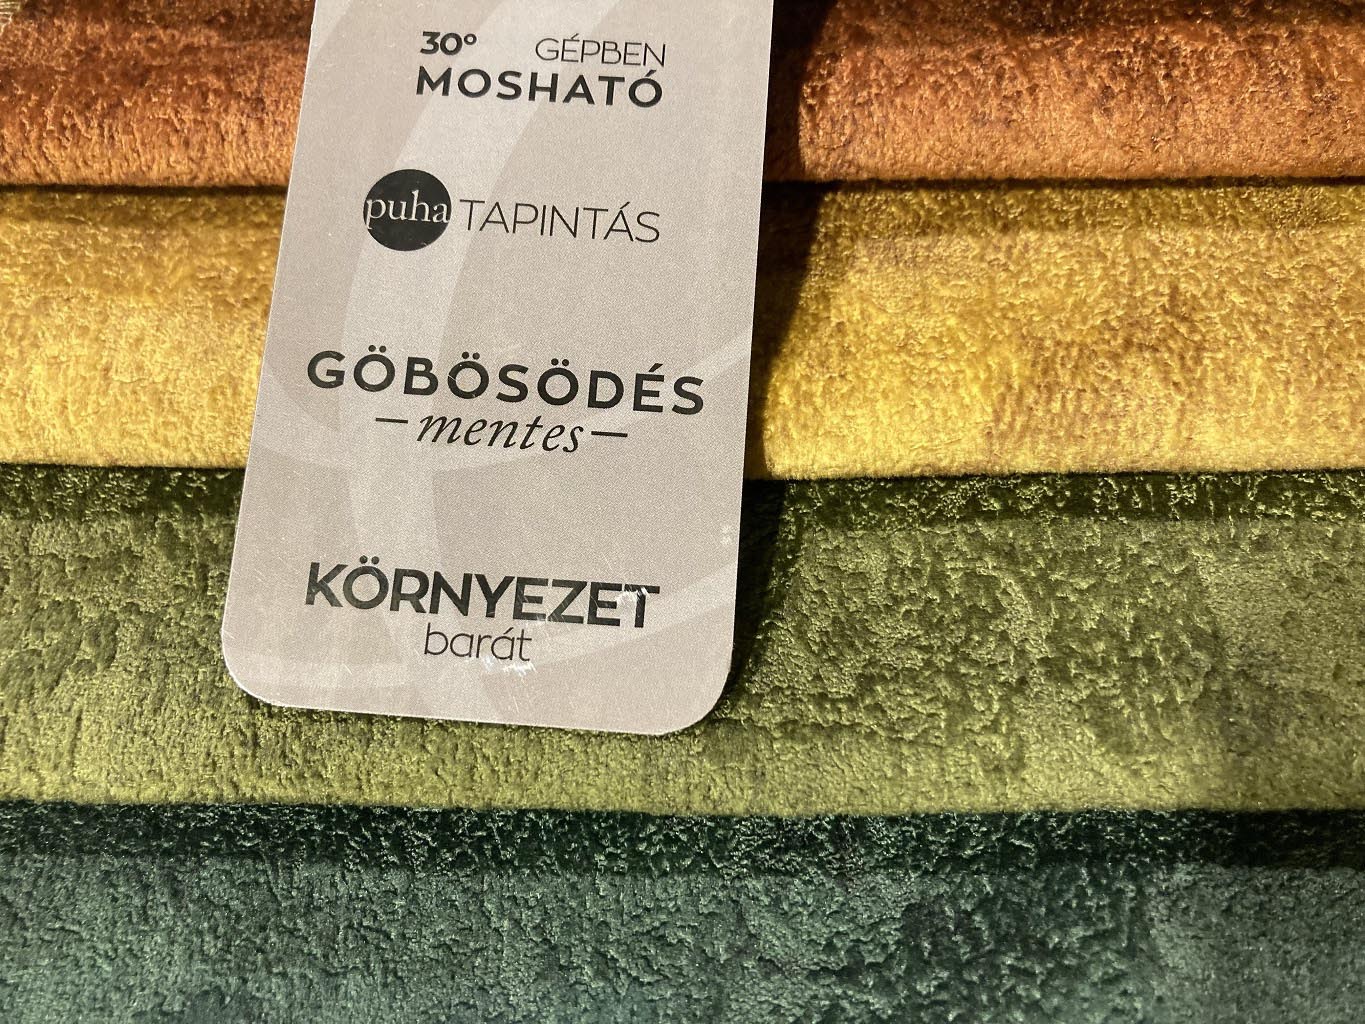 30° GÉPBEN
MOSHATÓ
puha TAPINTÁS
GÖBÖSÖDÉS
–mentes–
KÖRNYEZET
barát